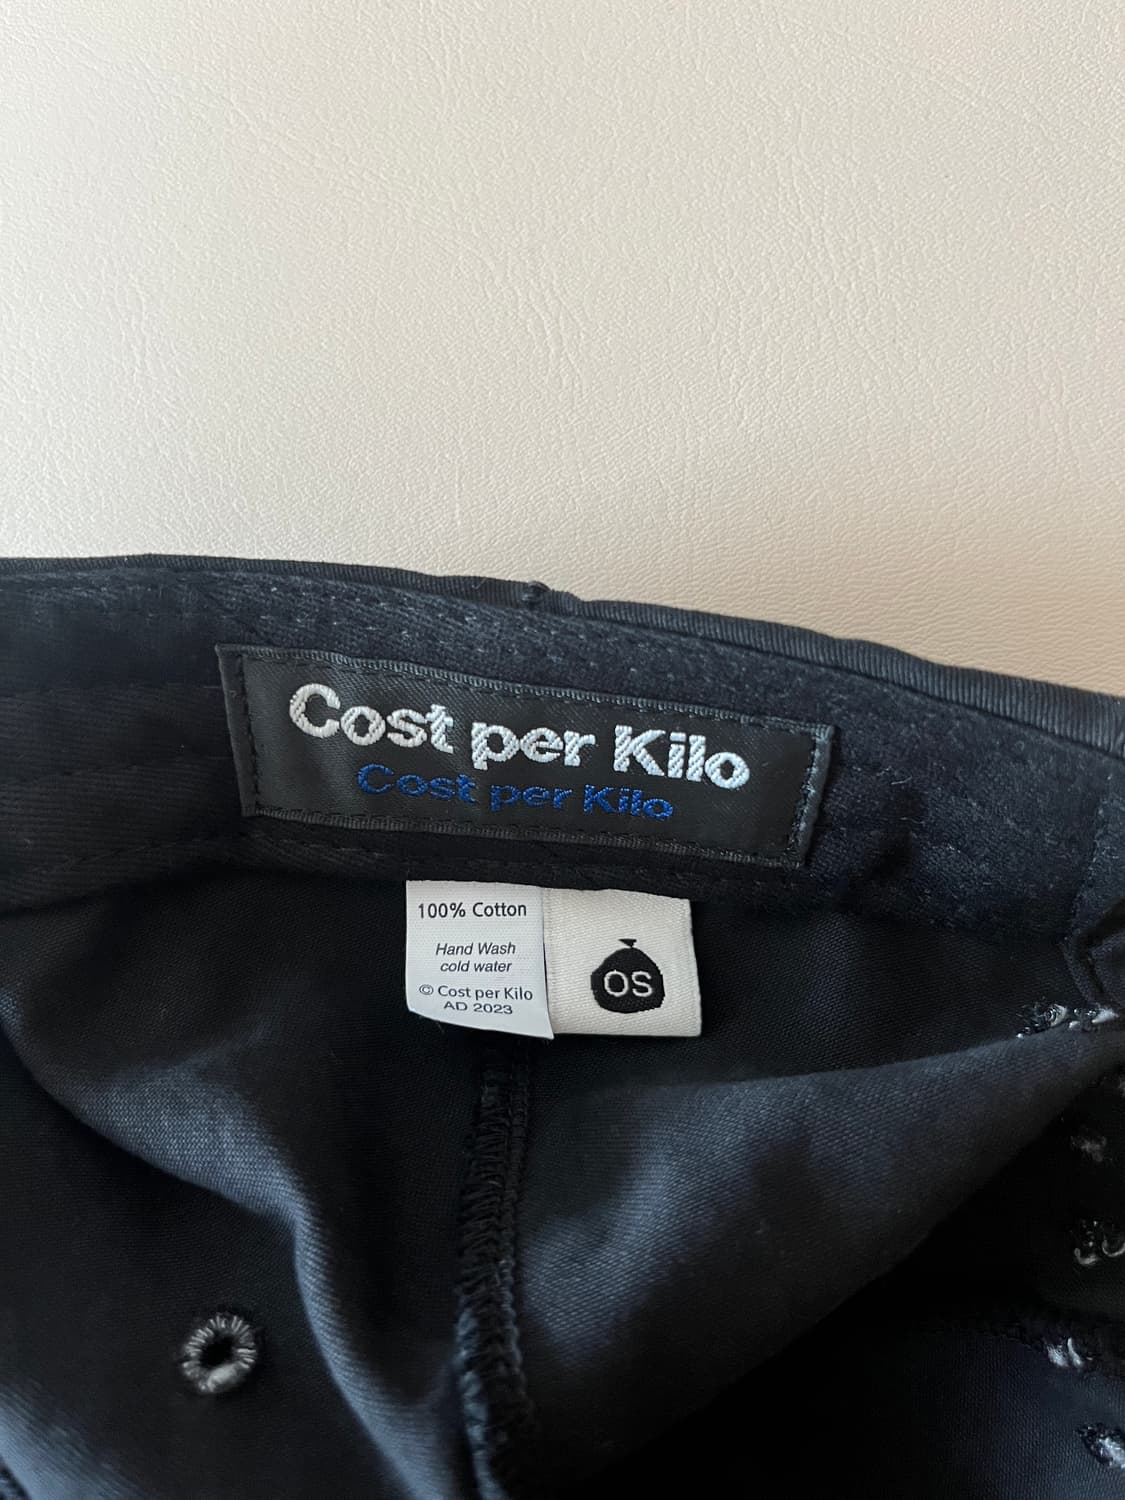 Cost per Kilo
Cost per Kilo
100% Cotton
Hand Wash
cold water
© Cost per Kilo
AD 2023
OS